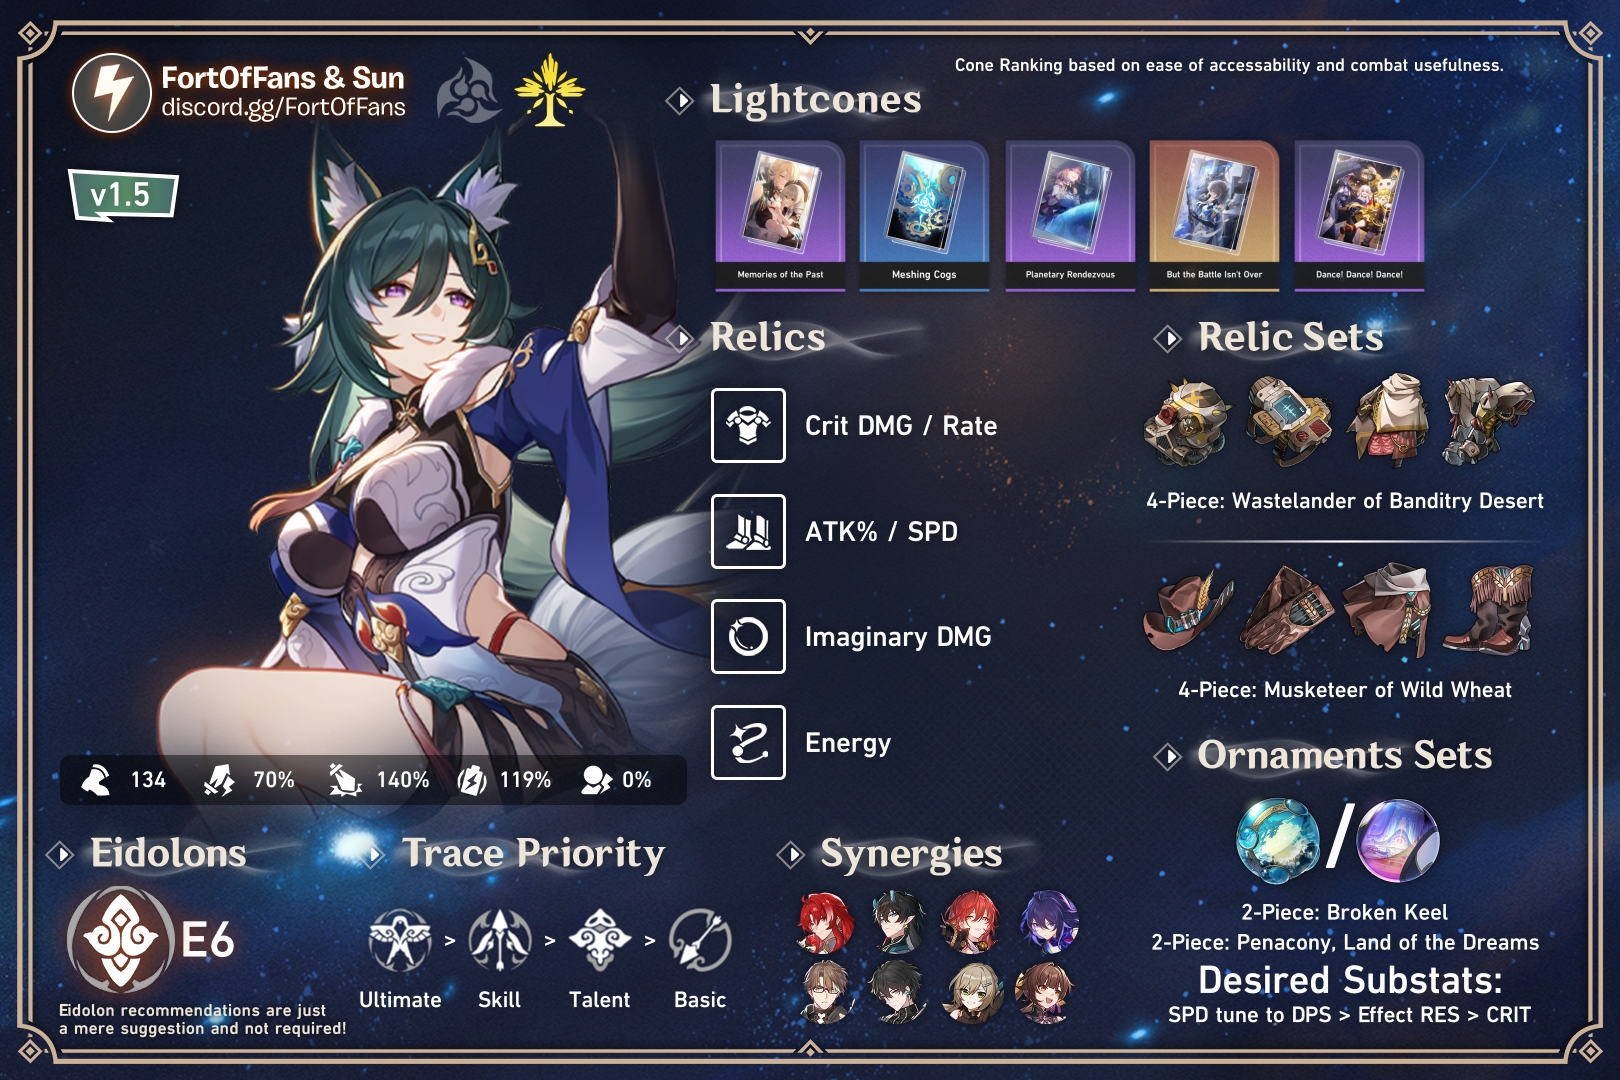 FortOfFans & Sun
discord.gg/FortOfFans
v1.5
Cone Ranking based on ease of accessability and combat usefulness.
Lightcones
Memories of the Past
Meshing Cogs
Planetary Rendezvous
But the Battle Isn't Over
Dance! Dance! Dance!
Relics
Crit DMG / Rate
ATK% / SPD
Imaginary DMG
Energy
Relic Sets
4-Piece: Wastelander of Banditry Desert
4-Piece: Musketeer of Wild Wheat
Ornaments Sets
/
2-Piece: Broken Keel
2-Piece: Penacony, Land of the Dreams
Desired Substats:
SPD tune to DPS > Effect RES > CRIT
134 70% 140% 119% 0%
Eidolons
E6
Eidolon recommendations are just
a mere suggestion and not required!
Trace Priority
> > >
Ultimate Skill Talent Basic
Synergies